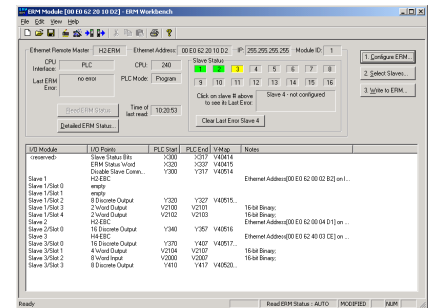 ERM Module [00 E0 62 20 10 D2] - ERM Workbench
File Edit View Help
Ethernet Remote Master H2-ERM Ethernet Address: 00 E0 62 20 10 D2 IP: 255.255.255.255 Module ID: 1
CPU Interface: PLC CPU: 240
Last ERM Error: no error PLC Mode: Program
Read ERM Status Time of last read: 10:20:53
Detailed ERM Status...
Slave Status
1 2 3 4 5 6 7 8
9 10 11 12 13 14 15 16
Click on slave # above to see its Last Error: Slave 4 - not configured
Clear Last Error Slave 4
1. Configure ERM...
2. Select Slaves...
3. Write to ERM...
I/O Module I/O Points PLC Start PLC End V-Map Notes
<reserved> Slave Status Bits X300 X317 V40414
ERM Status Word X320 X337 V40415
Disable Slave Comm... Y300 Y317 V40514
Slave 1 H2-EBC Ethernet Address[00 E0 62 00 02 B2] on I...
Slave 1/Slot 0 empty
Slave 1/Slot 1 empty
Slave 1/Slot 2 8 Discrete Output Y320 Y327 V40515...
Slave 1/Slot 3 2 Word Output V2100 V2101 16-bit Binary;
Slave 1/Slot 4 2 Word Output V2102 V2103 16-bit Binary;
Slave 2 H2-EBC Ethernet Address[00 E0 62 00 04 D1] on ...
Slave 2/Slot 0 16 Discrete Output Y340 Y357 V40516
Slave 3 H4-EBC Ethernet Address[00 E0 62 40 03 CE] on ...
Slave 3/Slot 0 16 Discrete Output Y370 Y407 V40517...
Slave 3/Slot 1 4 Word Output V2104 V2107 16-bit Binary;
Slave 3/Slot 2 8 Word Input V2000 V2007 16-bit Binary;
Slave 3/Slot 3 8 Discrete Output Y410 Y417 V40520...
Ready Read ERM Status : AUTO MODIFIED NUM